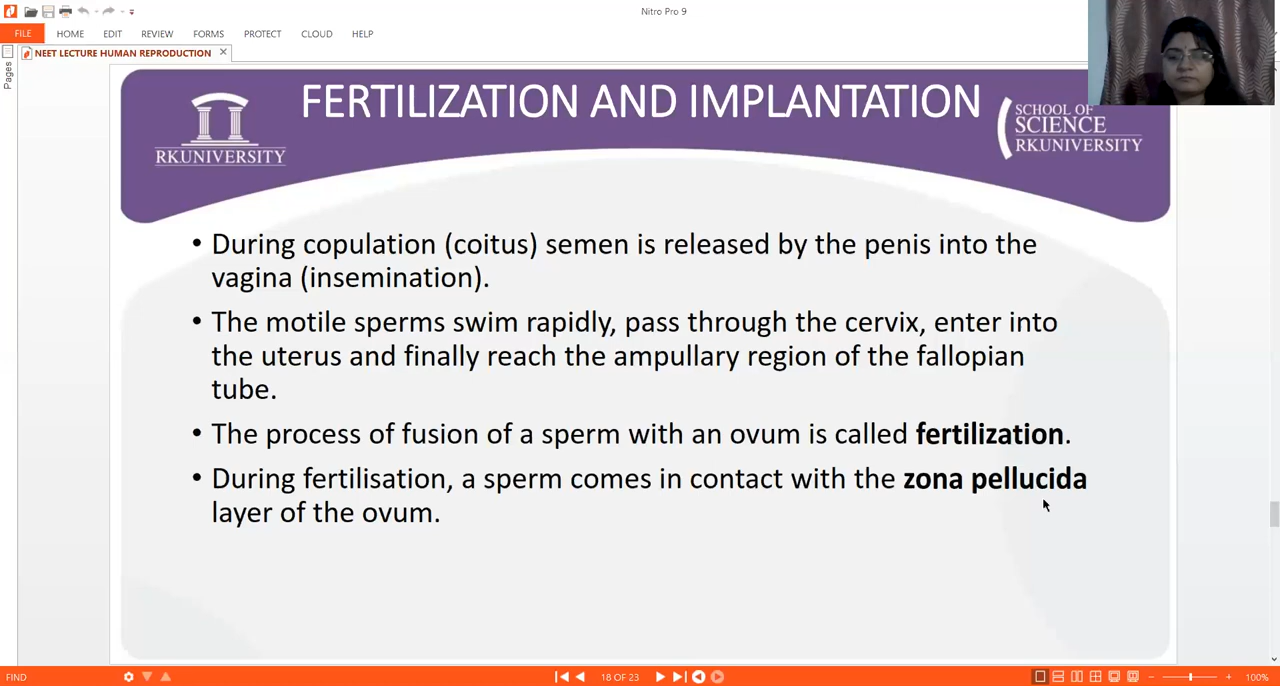 Nitro Pro 9
FILE HOME EDIT REVIEW FORMS PROTECT CLOUD HELP
NEET LECTURE HUMAN REPRODUCTION ×
Pages
FERTILIZATION AND IMPLANTATION
RKUNIVERSITY
SCHOOL OF
SCIENCE
RKUNIVERSITY
• During copulation (coitus) semen is released by the penis into the
vagina (insemination).
• The motile sperms swim rapidly, pass through the cervix, enter into
the uterus and finally reach the ampullary region of the fallopian
tube.
• The process of fusion of a sperm with an ovum is called fertilization.
• During fertilisation, a sperm comes in contact with the zona pellucida
layer of the ovum.
FIND
18 OF 23
100%